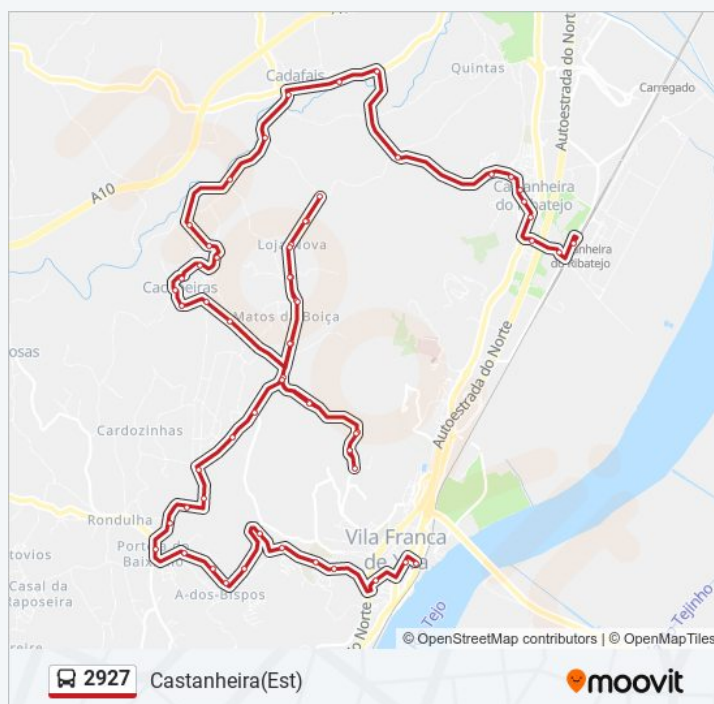 A10
Cadafais
Quintas
Autoestrada do Norte
Carregado
A10
Castanheira
do Ribatejo
Castanheira
do Ribatejo
Loja Nova
Cadoeiras
Matos da Boiça
Autoestrada do Norte
Cardozinhas
Rondulha
Vila Franca
de Xira
Casal da
Raposeira
A-dos-Bispos
Tejo
© OpenStreetMap contributors | © OpenMapTiles
2927
Castanheira(Est)
moovit